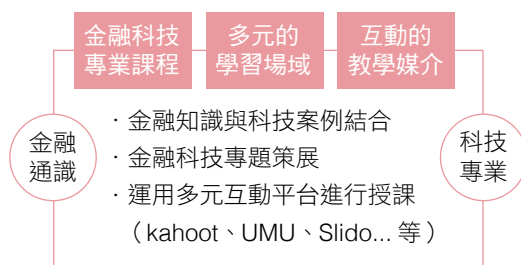 金融科技
專業課程
多元的
學習場域
互動的
教學媒介
金融
通識
·金融知識與科技案例結合
·金融科技專題策展
·運用多元互動平台進行授課
（kahoot、UMU、Slido... 等）
科技
專業